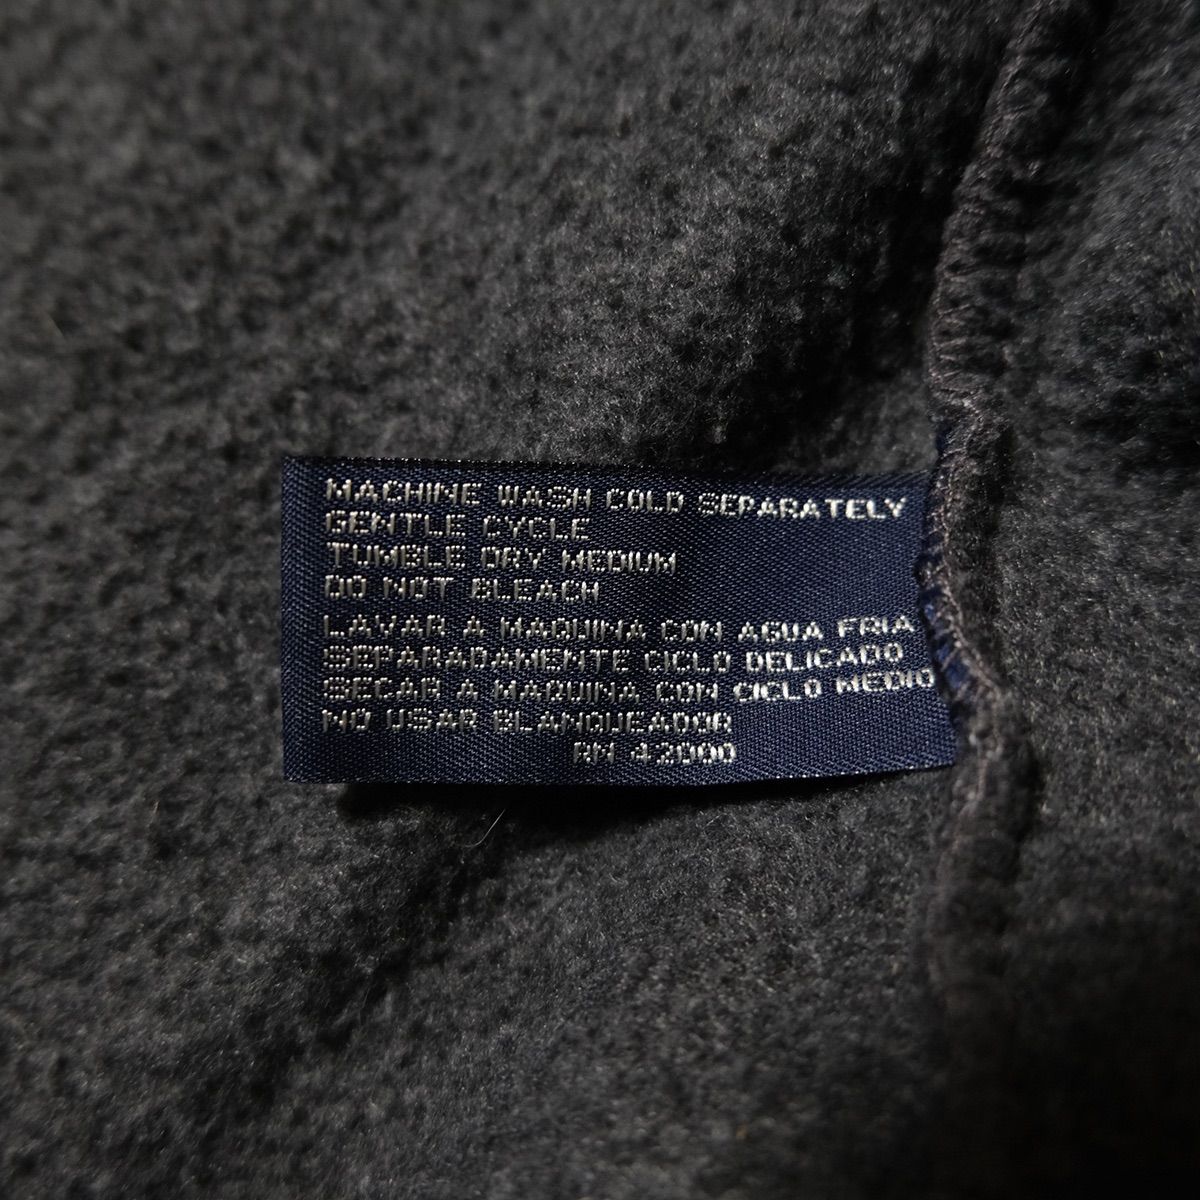 MACHINE WASH COLD SEPARATELY
GENTLE CYCLE
TUMBLE DRY MEDIUM
DO NOT BLEACH
LAVAR A MAQUINA CON AGUA FRIA
SEPARADAMENTE CICLO DELICADO
SECAR A MAQUINA CON CICLO MEDIO
NO USAR BLANQUEADOR
RN 42000